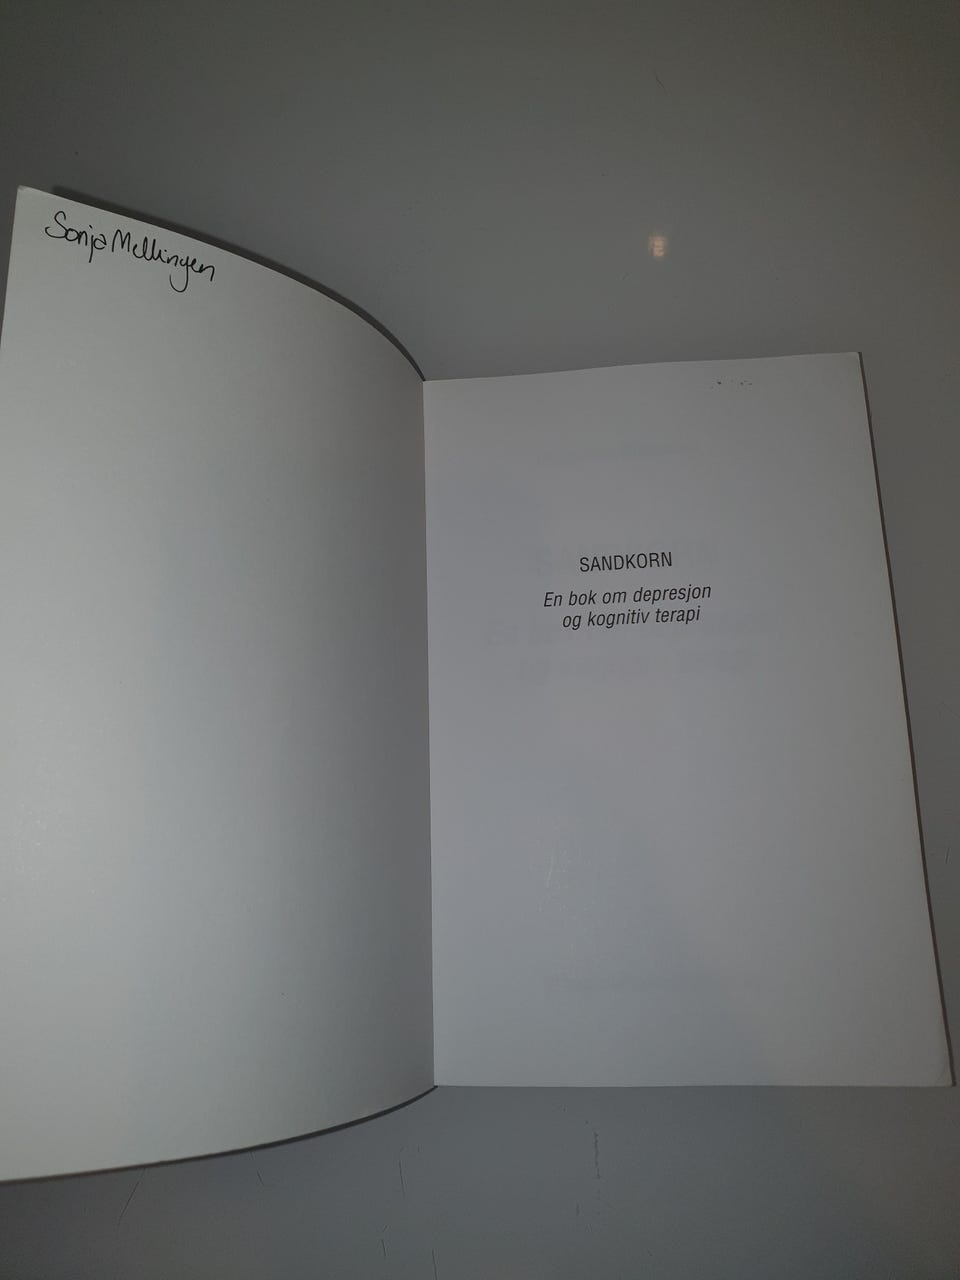 Sonja Mellingen
SANDKORN
En bok om depresjon
og kognitiv terapi